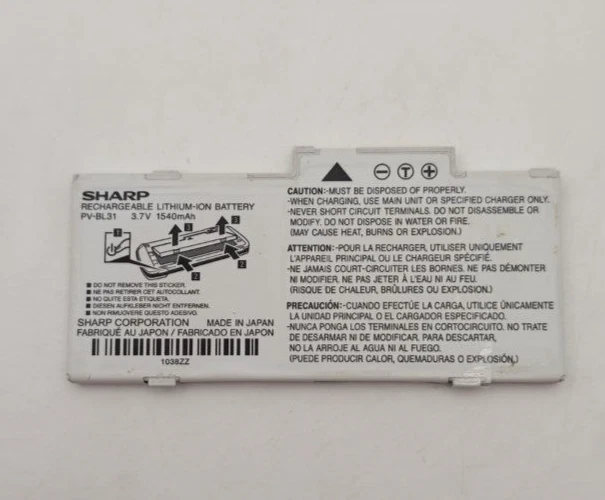 SHARP
RECHARGEABLE LITHIUM-ION BATTERY
PV-BL31 3.7V 1540mAh
1
3
3
2
2
■ DO NOT REMOVE THIS STICKER.
■ NE PAS RETIRER CET AUTOCOLLANT.
■ NO QUITE ESTA ETIQUETA.
■ DIESEN AUFKLEBER NICHT ENTFERNEN.
■ NON RIMUOVERE QUESTO ADESIVO.
SHARP CORPORATION MADE IN JAPAN
FABRIQUÉ AU JAPON / FABRICADO EN JAPÓN
1038ZZ
- T +
CAUTION:-MUST BE DISPOSED OF PROPERLY.
-WHEN CHARGING, USE MAIN UNIT OR SPECIFIED CHARGER ONLY.
-NEVER SHORT CIRCUIT TERMINALS. DO NOT DISASSEMBLE OR
MODIFY. DO NOT DISPOSE IN WATER OR FIRE.
(MAY CAUSE HEAT, BURNS OR EXPLOSION.)
ATTENTION:-POUR LA RECHARGER, UTILISER UNIQUEMENT
L'APPAREIL PRINCIPAL OU LE CHARGEUR SPÉCIFIÉ.
-NE JAMAIS COURT-CIRCUITER LES BORNES. NE PAS DÉMONTER
NI MODIFIER. NE PAS JETER À L'EAU NI AU FEU.
(RISQUE DE CHALEUR, BRÛLURES OU EXPLOSION.)
PRECAUCIÓN:-CUANDO EFECTÚE LA CARGA, UTILICE ÚNICAMENTE
LA UNIDAD PRINCIPAL O EL CARGADOR ESPECIFICADO.
-NUNCA PONGA LOS TERMINALES EN CORTOCIRCUITO. NO TRATE
DE DESARMAR NI DE MODIFICAR. PARA DESCARTAR,
NO LA ARROJE AL AGUA NI AL FUEGO.
(PUEDE PRODUCIR CALOR, QUEMADURAS O EXPLOSIÓN.)